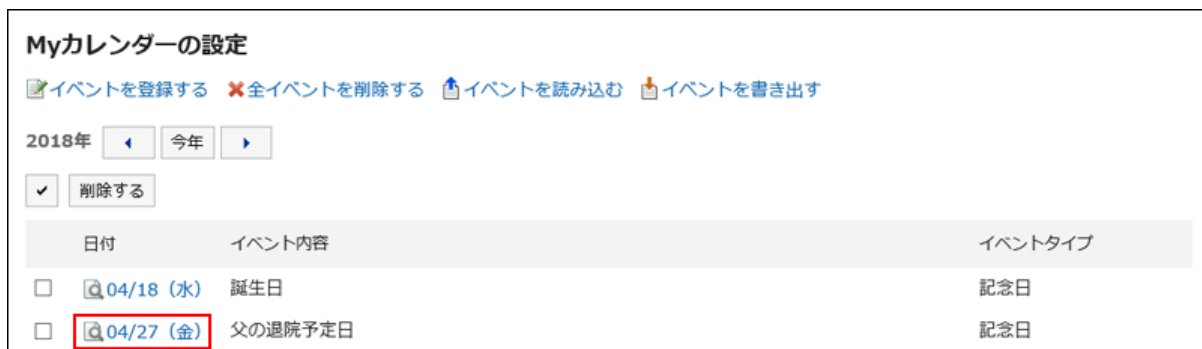 Myカレンダーの設定
イベントを登録する 全イベントを削除する イベントを読み込む イベントを書き出す
2018年 今年
削除する
日付 イベント内容 イベントタイプ
04/18（水） 誕生日 記念日
04/27（金） 父の退院予定日 記念日